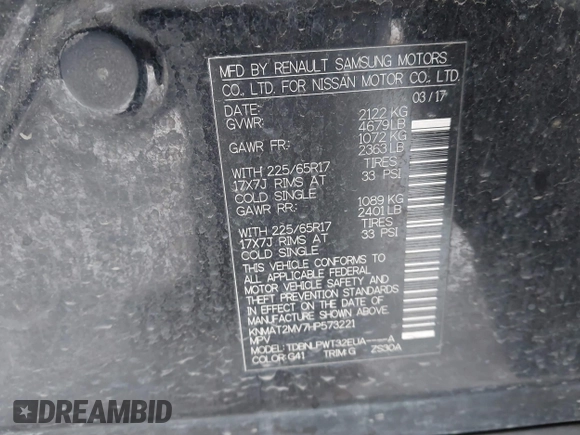 MFD BY RENAULT SAMSUNG MOTORS
CO., LTD. FOR NISSAN MOTOR CO., LTD.
DATE: 03/17
GVWR: 2122 KG
4679 LB
GAWR FR: 1072 KG
2363 LB
WITH 225/65R17 TIRES
17X7J RIMS AT 33 PSI
COLD SINGLE
GAWR RR: 1089 KG
2401 LB
WITH 225/65R17 TIRES
17X7J RIMS AT 33 PSI
COLD SINGLE
THIS VEHICLE CONFORMS TO
ALL APPLICABLE FEDERAL
MOTOR VEHICLE SAFETY AND
THEFT PREVENTION STANDARDS
IN EFFECT ON THE DATE OF
MANUFACTURE SHOWN ABOVE.
KNMAT2MV7HP573221
MPV
MODEL: TDBNLPWT32EUA-----A
COLOR: G41 TRIM: G ZS30A
DREAMBID